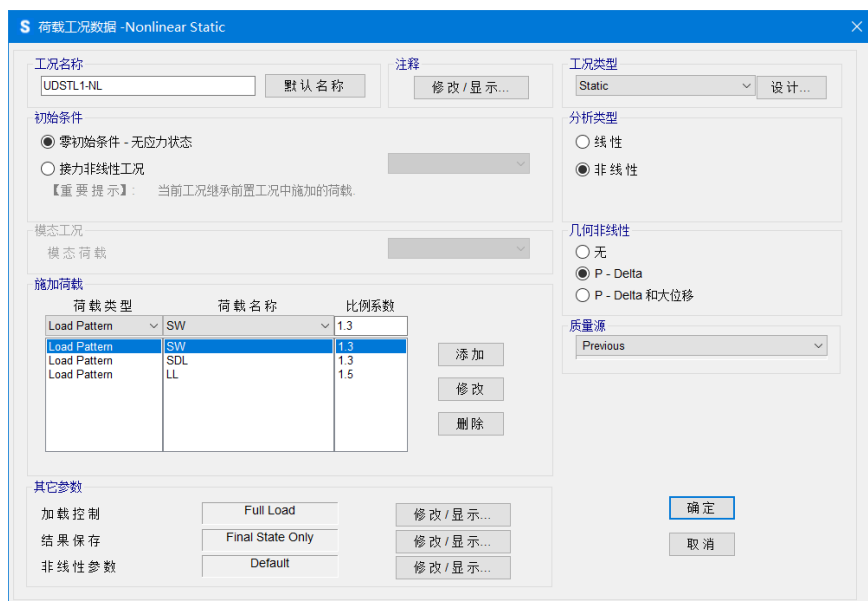 S 荷载工况数据 -Nonlinear Static
工况名称
UDSTL1-NL
默认名称
注释
修改/显示...
工况类型
Static
设计...
初始条件
零初始条件 - 无应力状态
接力非线性工况
【重要提示】: 当前工况继承前置工况中施加的荷载.
分析类型
线性
非线性
模态工况
模态荷载
几何非线性
无
P - Delta
P - Delta 和大位移
施加荷载
荷载类型 荷载名称 比例系数
Load Pattern SW 1.3
Load Pattern SW 1.3
Load Pattern SDL 1.3
Load Pattern LL 1.5
添加
修改
删除
质量源
Previous
其它参数
加载控制 Full Load 修改/显示...
结果保存 Final State Only 修改/显示...
非线性参数 Default 修改/显示...
确定
取消